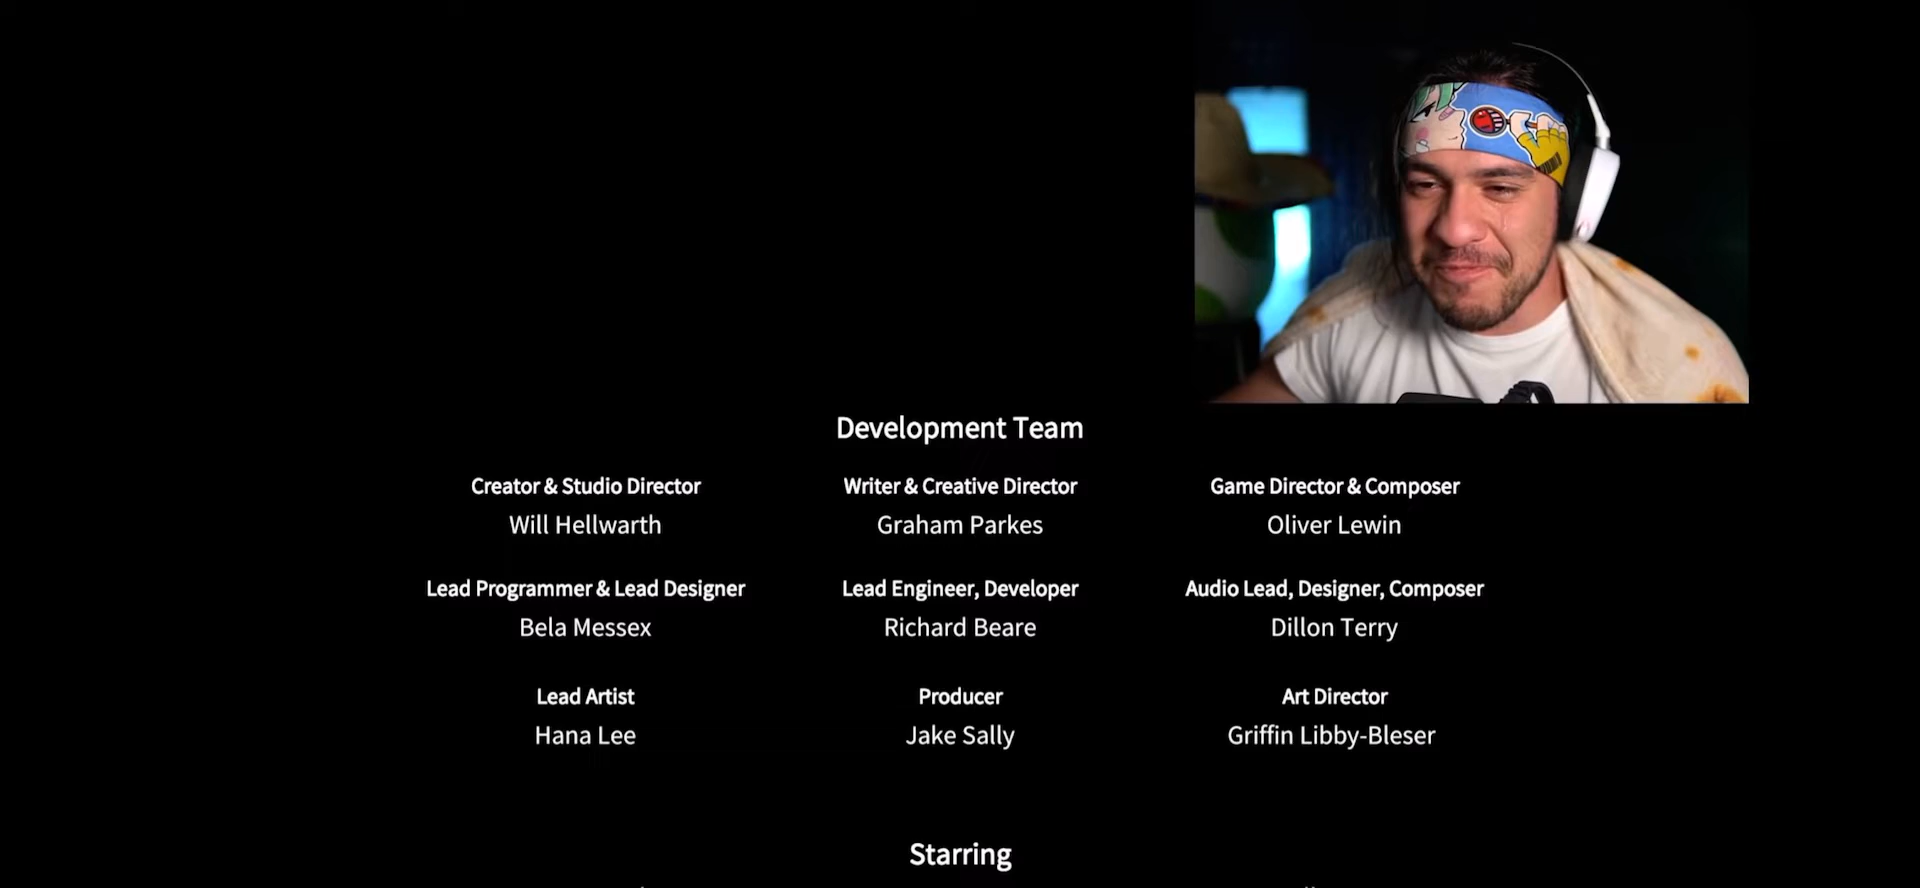 Development Team
Creator & Studio Director
Will Hellwarth
Writer & Creative Director
Graham Parkes
Game Director & Composer
Oliver Lewin
Lead Programmer & Lead Designer
Bela Messex
Lead Engineer, Developer
Richard Beare
Audio Lead, Designer, Composer
Dillon Terry
Lead Artist
Hana Lee
Producer
Jake Sally
Art Director
Griffin Libby-Bleser
Starring